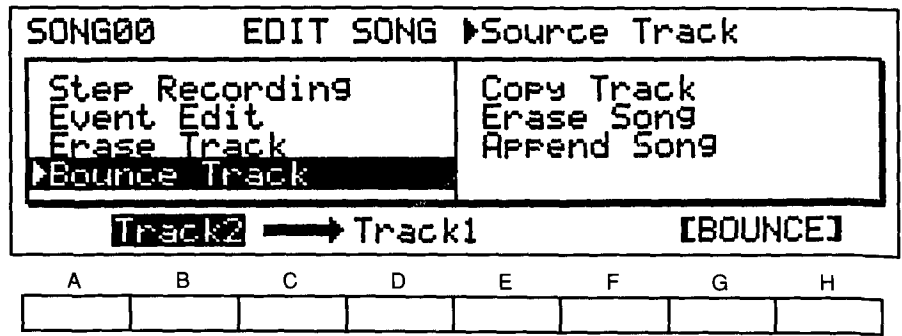 SONG00 EDIT SONG ▶Source Track
Step Recording
Event Edit
Erase Track
▶Bounce Track
Copy Track
Erase Song
Append Song
Track2 → Track1 [BOUNCE]
A B C D E F G H